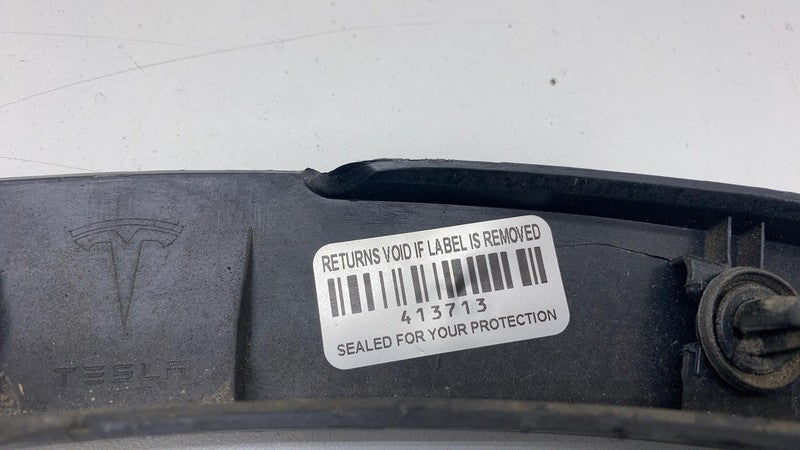 RETURNS VOID IF LABEL IS REMOVED
413713
SEALED FOR YOUR PROTECTION
TESLA